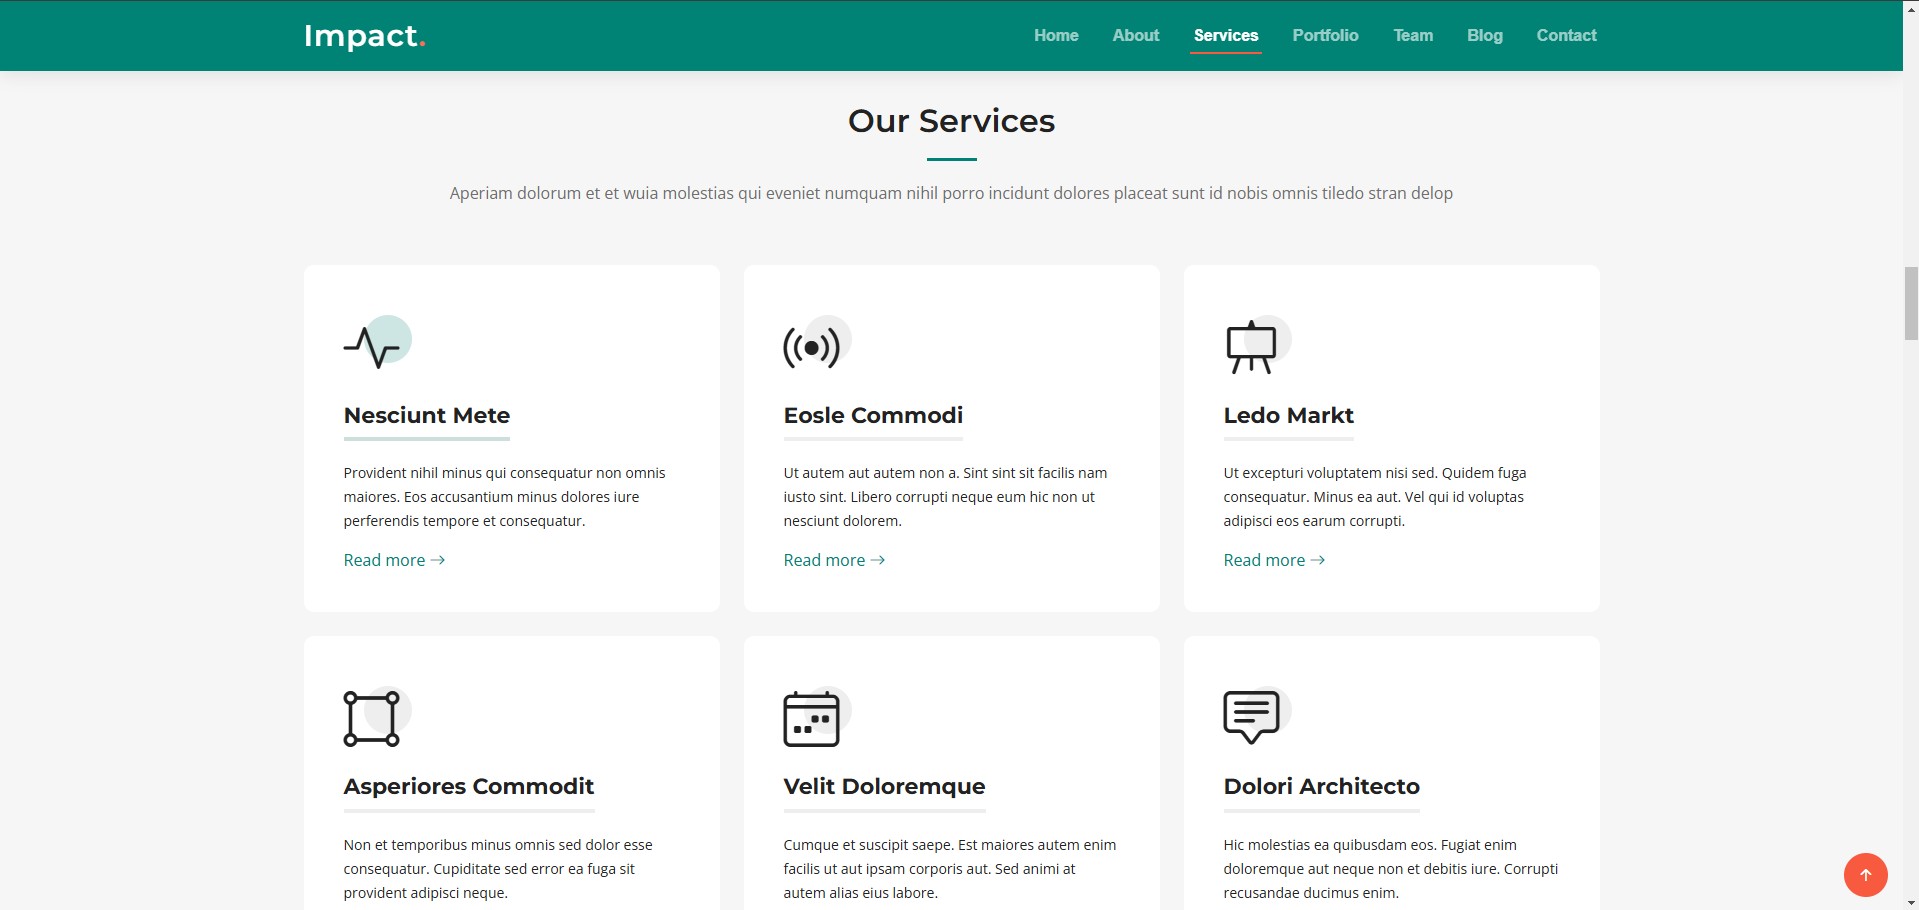 Impact.
Home About Services Portfolio Team Blog Contact
Our Services
Aperiam dolorum et et wuia molestias qui eveniet numquam nihil porro incidunt dolores placeat sunt id nobis omnis tiledo stran delop
Nesciunt Mete
Provident nihil minus qui consequatur non omnis
maiores. Eos accusantium minus dolores iure
perferendis tempore et consequatur.
Read more →
Eosle Commodi
Ut autem aut autem non a. Sint sint sit facilis nam
iusto sint. Libero corrupti neque eum hic non ut
nesciunt dolorem.
Read more →
Ledo Markt
Ut excepturi voluptatem nisi sed. Quidem fuga
consequatur. Minus ea aut. Vel qui id voluptas
adipisci eos earum corrupti.
Read more →
Asperiores Commodit
Non et temporibus minus omnis sed dolor esse
consequatur. Cupiditate sed error ea fuga sit
provident adipisci neque.
Velit Doloremque
Cumque et suscipit saepe. Est maiores autem enim
facilis ut aut ipsam corporis aut. Sed animi at
autem alias eius labore.
Dolori Architecto
Hic molestias ea quibusdam eos. Fugiat enim
doloremque aut neque non et debitis iure. Corrupti
recusandae ducimus enim.